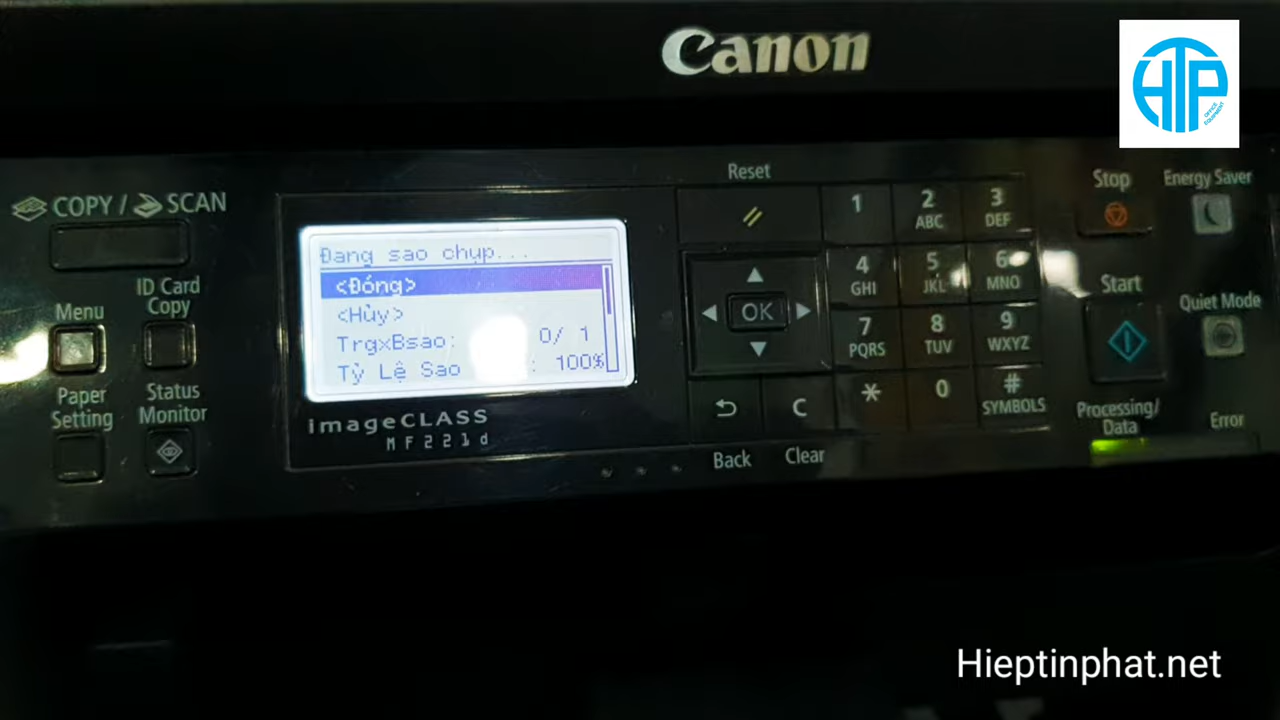 Canon
HTP
OFFICE EQUIPMENT
COPY / SCAN
Menu
ID Card
Copy
Paper
Setting
Status
Monitor
Đang sao chụp...
<Đóng>
<Hủy>
TrgxBsao: 0/ 1
Tỷ Lệ Sao : 100%
imageCLASS
MF221d
Reset
OK
Back
Clear
C
1
2
ABC
3
DEF
4
GHI
5
JKL
6
MNO
7
PQRS
8
TUV
9
WXYZ
*
0
#
SYMBOLS
Stop
Energy Saver
Start
Quiet Mode
Processing/
Data
Error
Hieptinphat.net